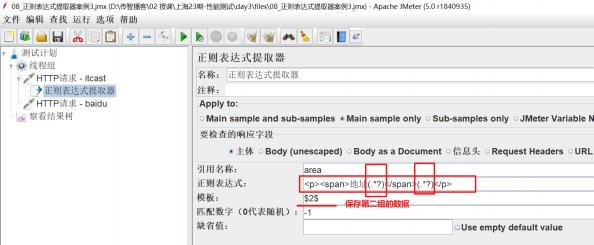 08_正则表达式提取器案例3.jmx (D:\传智播客\02 授课\上海23期-性能测试\day3\files\08_正则表达式提取器案例3.jmx) - Apache JMeter (5.0 r1840935)
文件 编辑 查找 运行 选项 帮助
测试计划
线程组
HTTP请求 - itcast
正则表达式提取器
HTTP请求 - baidu
察看结果树
正则表达式提取器
名称： 正则表达式提取器
注释：
Apply to:
Main sample and sub-samples Main sample only Sub-samples only JMeter Variable N
要检查的响应字段
主体 Body (unescaped) Body as a Document 信息头 Request Headers URL
引用名称： area
正则表达式： <p><span>地址(.*?)</span>(.*?)</p>
模板： $2$ 保存第二组的数据
匹配数字（0代表随机）： -1
缺省值： Use empty default value